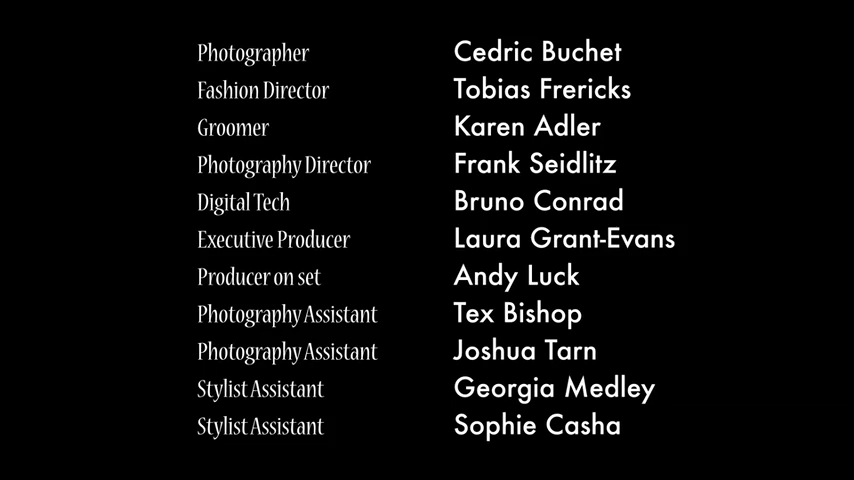 Photographer Cedric Buchet
Fashion Director Tobias Frericks
Groomer Karen Adler
Photography Director Frank Seidlitz
Digital Tech Bruno Conrad
Executive Producer Laura Grant-Evans
Producer on set Andy Luck
Photography Assistant Tex Bishop
Photography Assistant Joshua Tarn
Stylist Assistant Georgia Medley
Stylist Assistant Sophie Casha